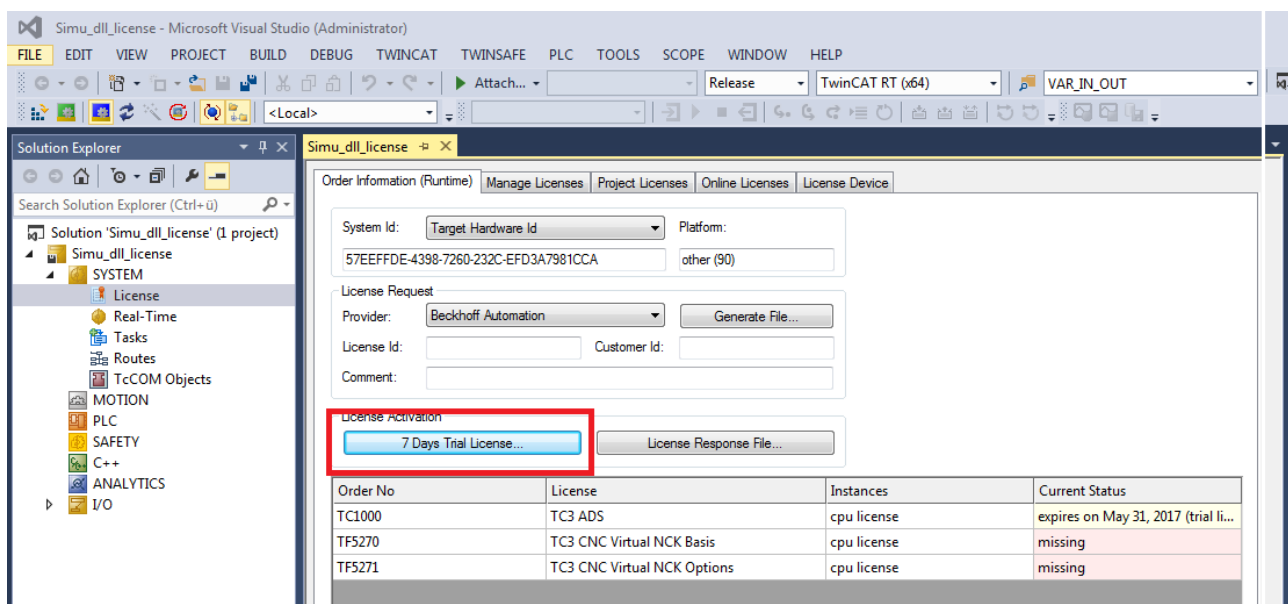 Simu_dll_license - Microsoft Visual Studio (Administrator)
FILE EDIT VIEW PROJECT BUILD DEBUG TWINCAT TWINSAFE PLC TOOLS SCOPE WINDOW HELP
Attach... Release TwinCAT RT (x64) VAR_IN_OUT
<Local>
Solution Explorer
Search Solution Explorer (Ctrl+ü)
Solution 'Simu_dll_license' (1 project)
Simu_dll_license
SYSTEM
License
Real-Time
Tasks
Routes
TcCOM Objects
MOTION
PLC
SAFETY
C++
ANALYTICS
I/O
Simu_dll_license
Order Information (Runtime) Manage Licenses Project Licenses Online Licenses License Device
System Id: Target Hardware Id Platform:
57EEFFDE-4398-7260-232C-EFD3A7981CCA other (90)
License Request
Provider: Beckhoff Automation Generate File...
License Id: Customer Id:
Comment:
License Activation
7 Days Trial License... License Response File...
Order No License Instances Current Status
TC1000 TC3 ADS cpu license expires on May 31, 2017 (trial li...
TF5270 TC3 CNC Virtual NCK Basis cpu license missing
TF5271 TC3 CNC Virtual NCK Options cpu license missing